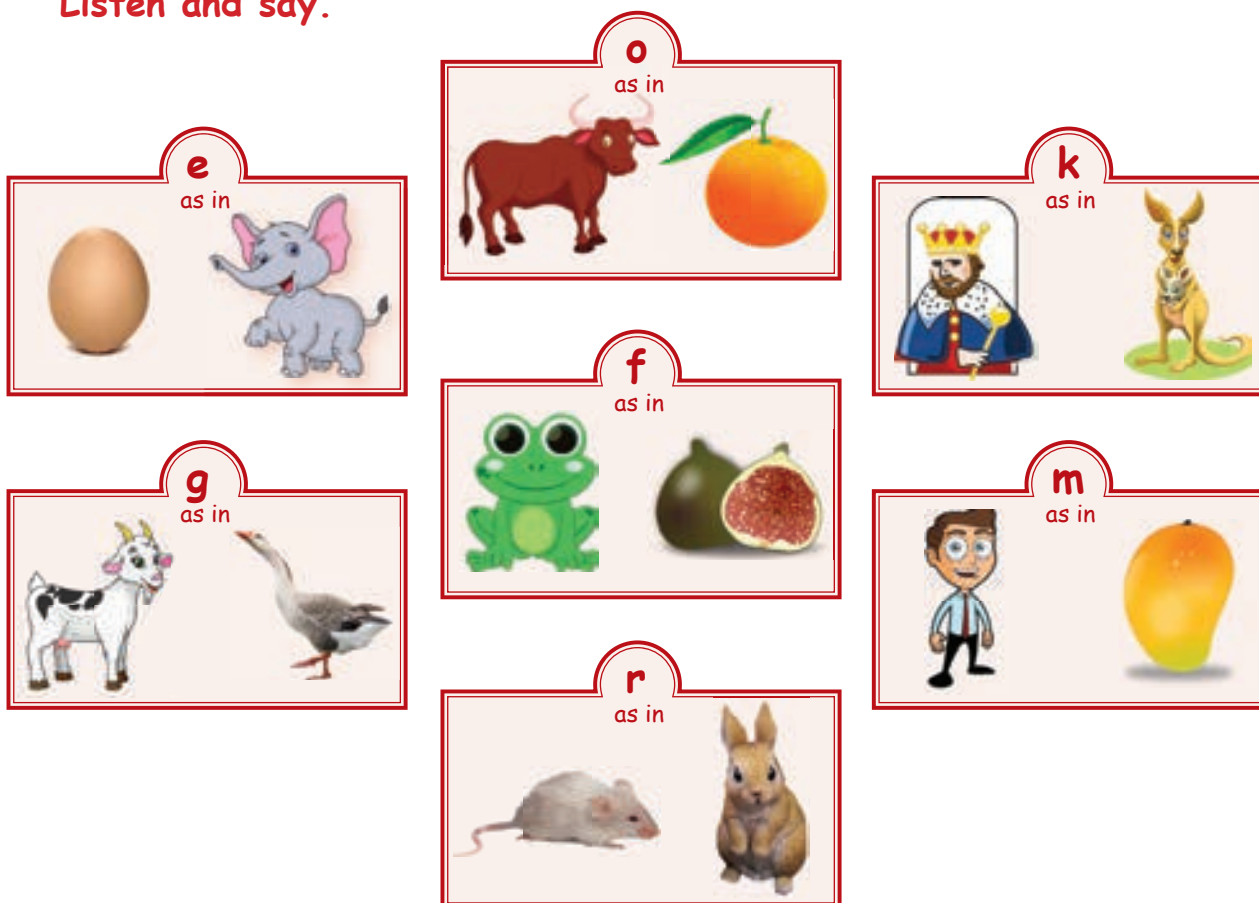 Listen and say.
o
as in
e
as in
k
as in
f
as in
g
as in
m
as in
r
as in